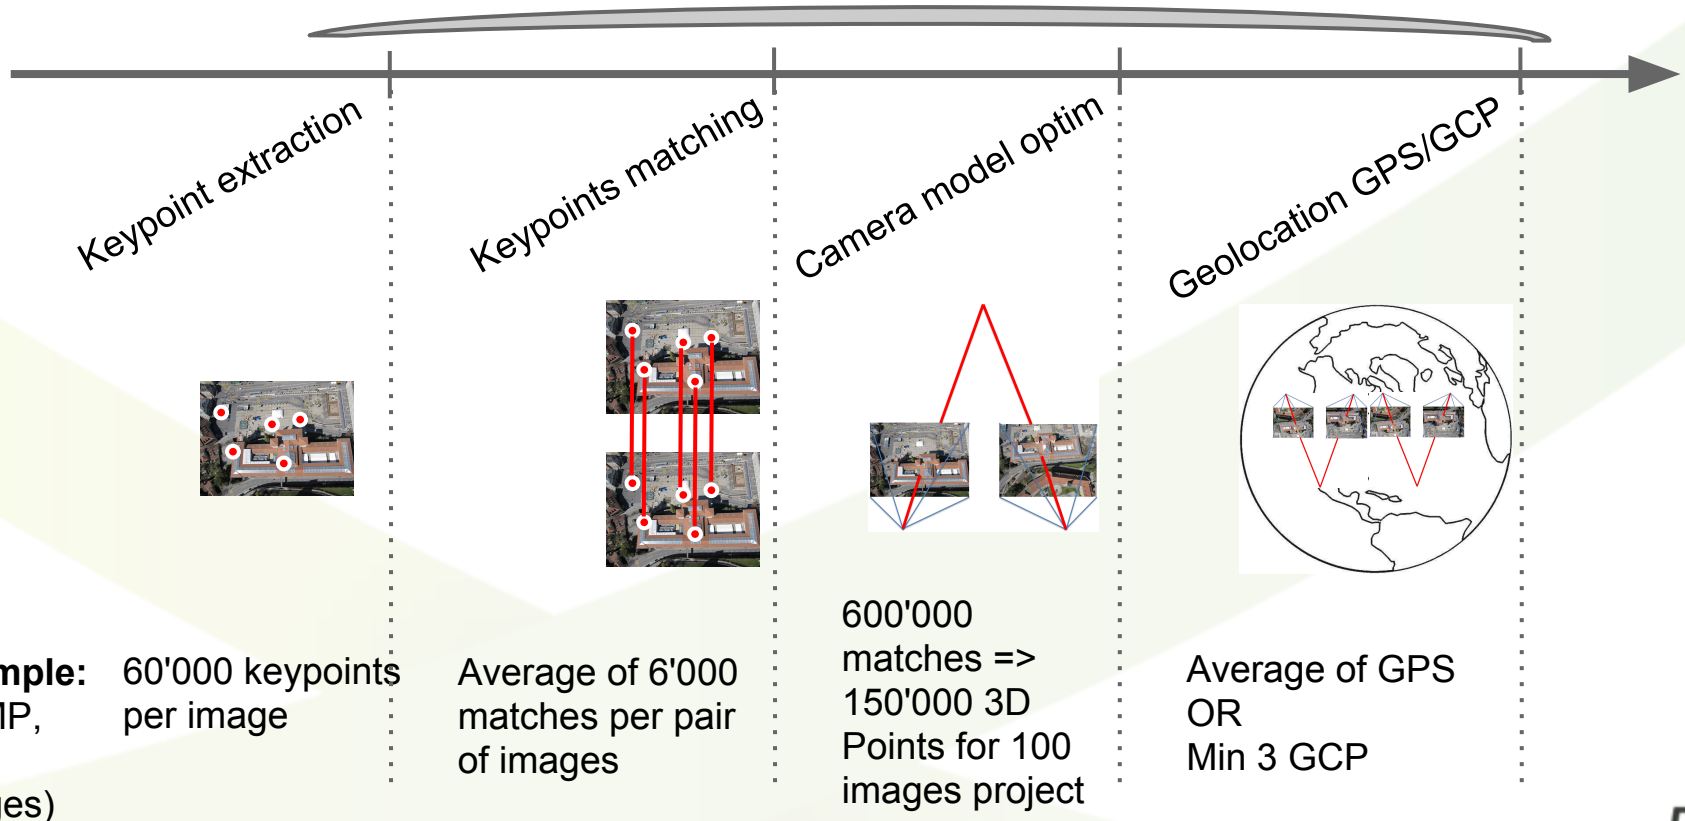 Keypoint extraction
Keypoints matching
Camera model optim
Geolocation GPS/GCP
mple:
MP,
ges)
60'000 keypoints
per image
Average of 6'000
matches per pair
of images
600'000
matches =>
150'000 3D
Points for 100
images project
Average of GPS
OR
Min 3 GCP